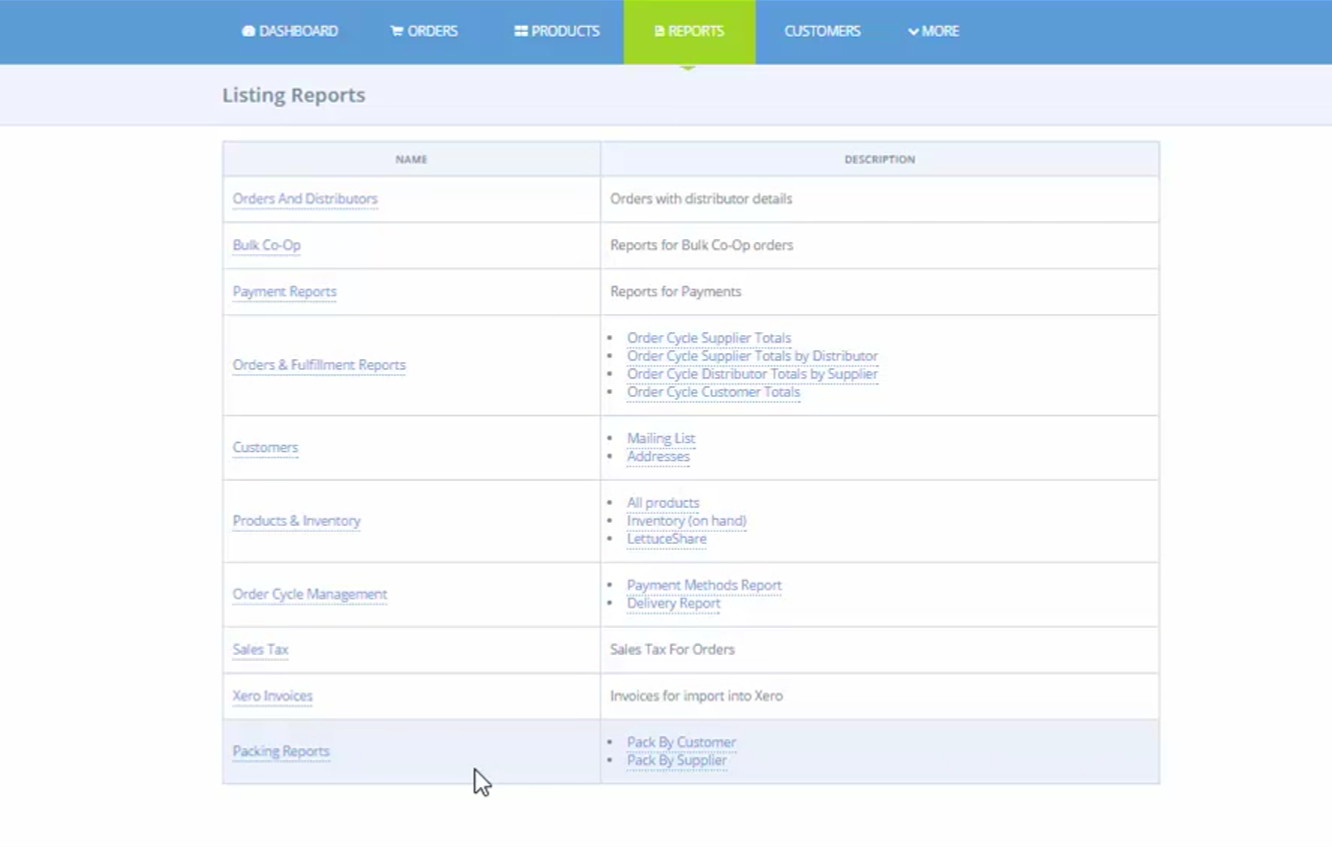 DASHBOARD ORDERS PRODUCTS REPORTS CUSTOMERS MORE
Listing Reports
NAME DESCRIPTION
Orders And Distributors Orders with distributor details
Bulk Co-Op Reports for Bulk Co-Op orders
Payment Reports Reports for Payments
Orders & Fulfillment Reports
• Order Cycle Supplier Totals
• Order Cycle Supplier Totals by Distributor
• Order Cycle Distributor Totals by Supplier
• Order Cycle Customer Totals
Customers
• Mailing List
• Addresses
Products & Inventory
• All products
• Inventory (on hand)
• LettuceShare
Order Cycle Management
• Payment Methods Report
• Delivery Report
Sales Tax Sales Tax For Orders
Xero Invoices Invoices for import into Xero
Packing Reports
• Pack By Customer
• Pack By Supplier